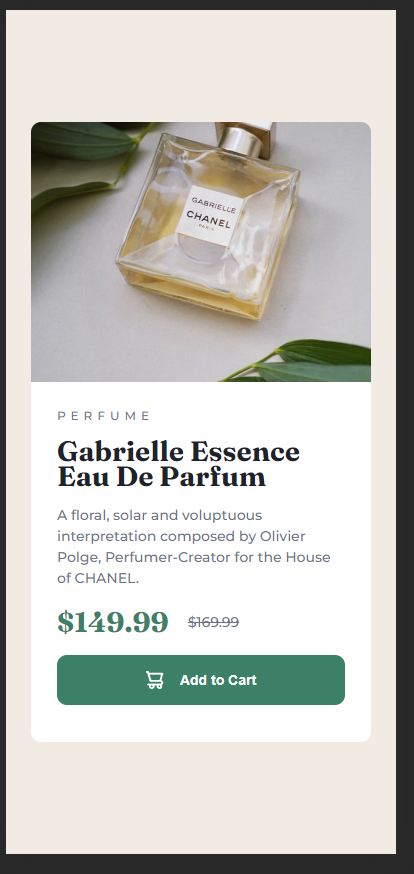 GABRIELLE
CHANEL
PARIS
PERFUME
Gabrielle Essence
Eau De Parfum
A floral, solar and voluptuous
interpretation composed by Olivier
Polge, Perfumer-Creator for the House
of CHANEL.
$149.99 $169.99
Add to Cart